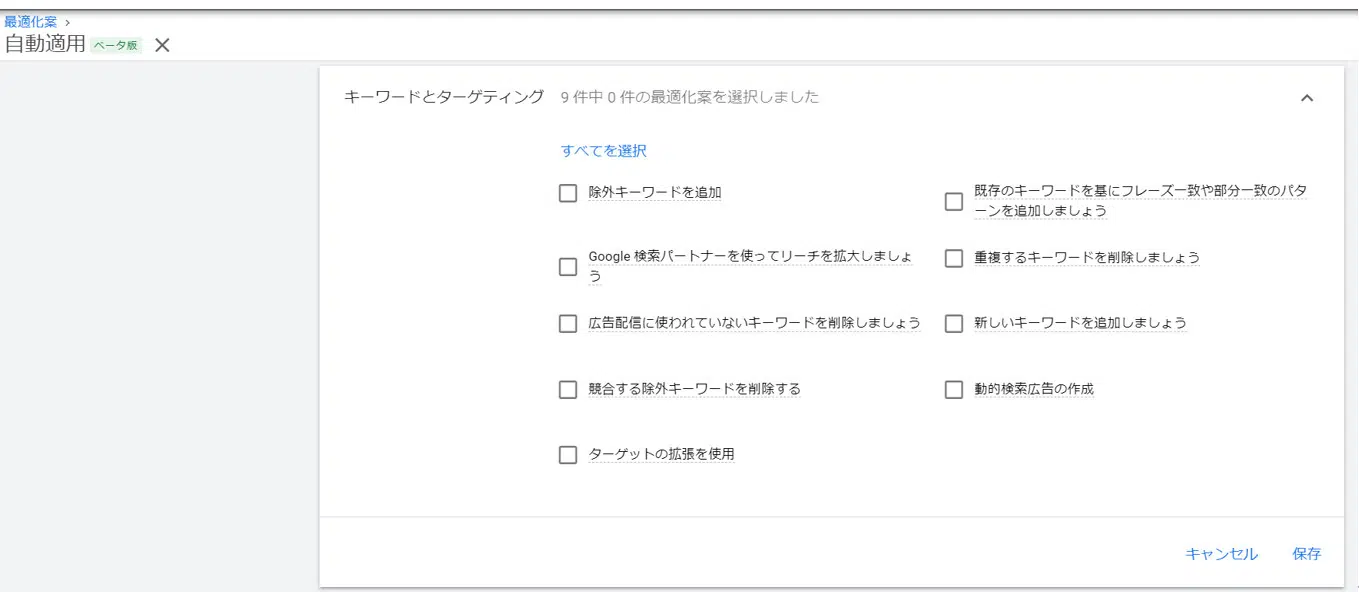 最適化案 ›
自動適用 ベータ版 ✕
キーワードとターゲティング 9 件中 0 件の最適化案を選択しました
すべてを選択
除外キーワードを追加
既存のキーワードを基にフレーズ一致や部分一致のパタ
ーンを追加しましょう
Google 検索パートナーを使ってリーチを拡大しましょ
う
重複するキーワードを削除しましょう
広告配信に使われていないキーワードを削除しましょう
新しいキーワードを追加しましょう
競合する除外キーワードを削除する
動的検索広告の作成
ターゲットの拡張を使用
キャンセル 保存